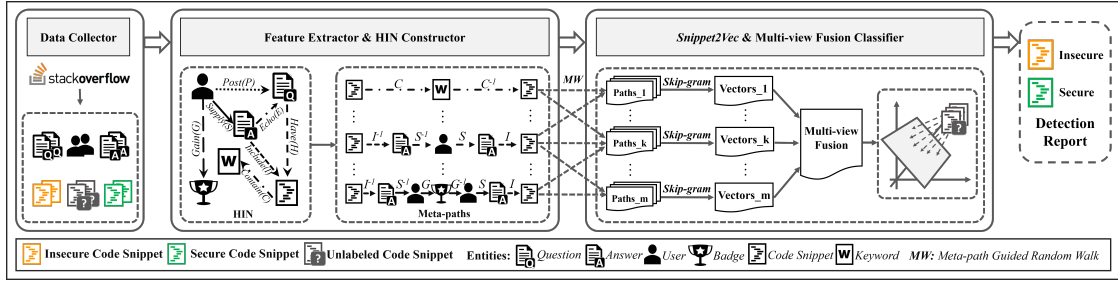 Data Collector
stackoverflow
Feature Extractor & HIN Constructor
Post(P)
Supply(S)
Echo(E)
Have(H)
Gain(G)
Include(I)
Contain(C)
HIN
C C⁻¹
I⁻¹ S⁻¹ S I
I⁻¹ S⁻¹ G G⁻¹ S I
Meta-paths
MW
Snippet2Vec & Multi-view Fusion Classifier
Paths_1 Skip-gram Vectors_1
Paths_k Skip-gram Vectors_k
Paths_m Skip-gram Vectors_m
Multi-view
Fusion
Insecure
Secure
Detection
Report
Insecure Code Snippet Secure Code Snippet Unlabeled Code Snippet Entities: Question Answer User Badge Code Snippet Keyword MW: Meta-path Guided Random Walk